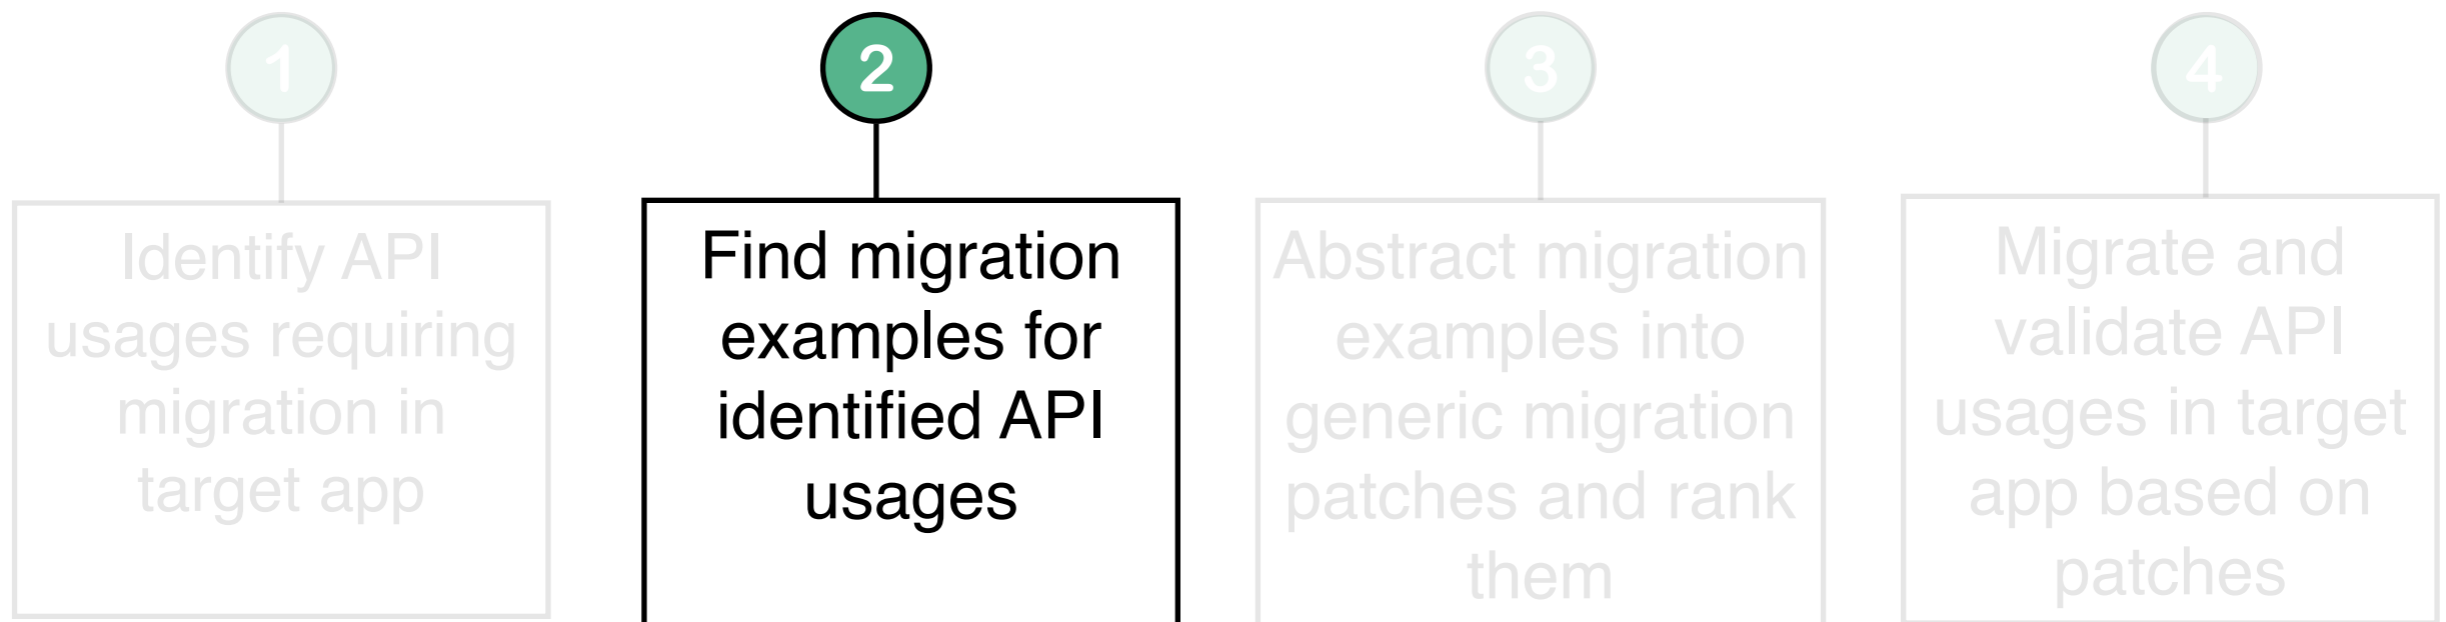 1
Identify API
usages requiring
migration in
target app
2
Find migration
examples for
identified API
usages
3
Abstract migration
examples into
generic migration
patches and rank
them
4
Migrate and
validate API
usages in target
app based on
patches